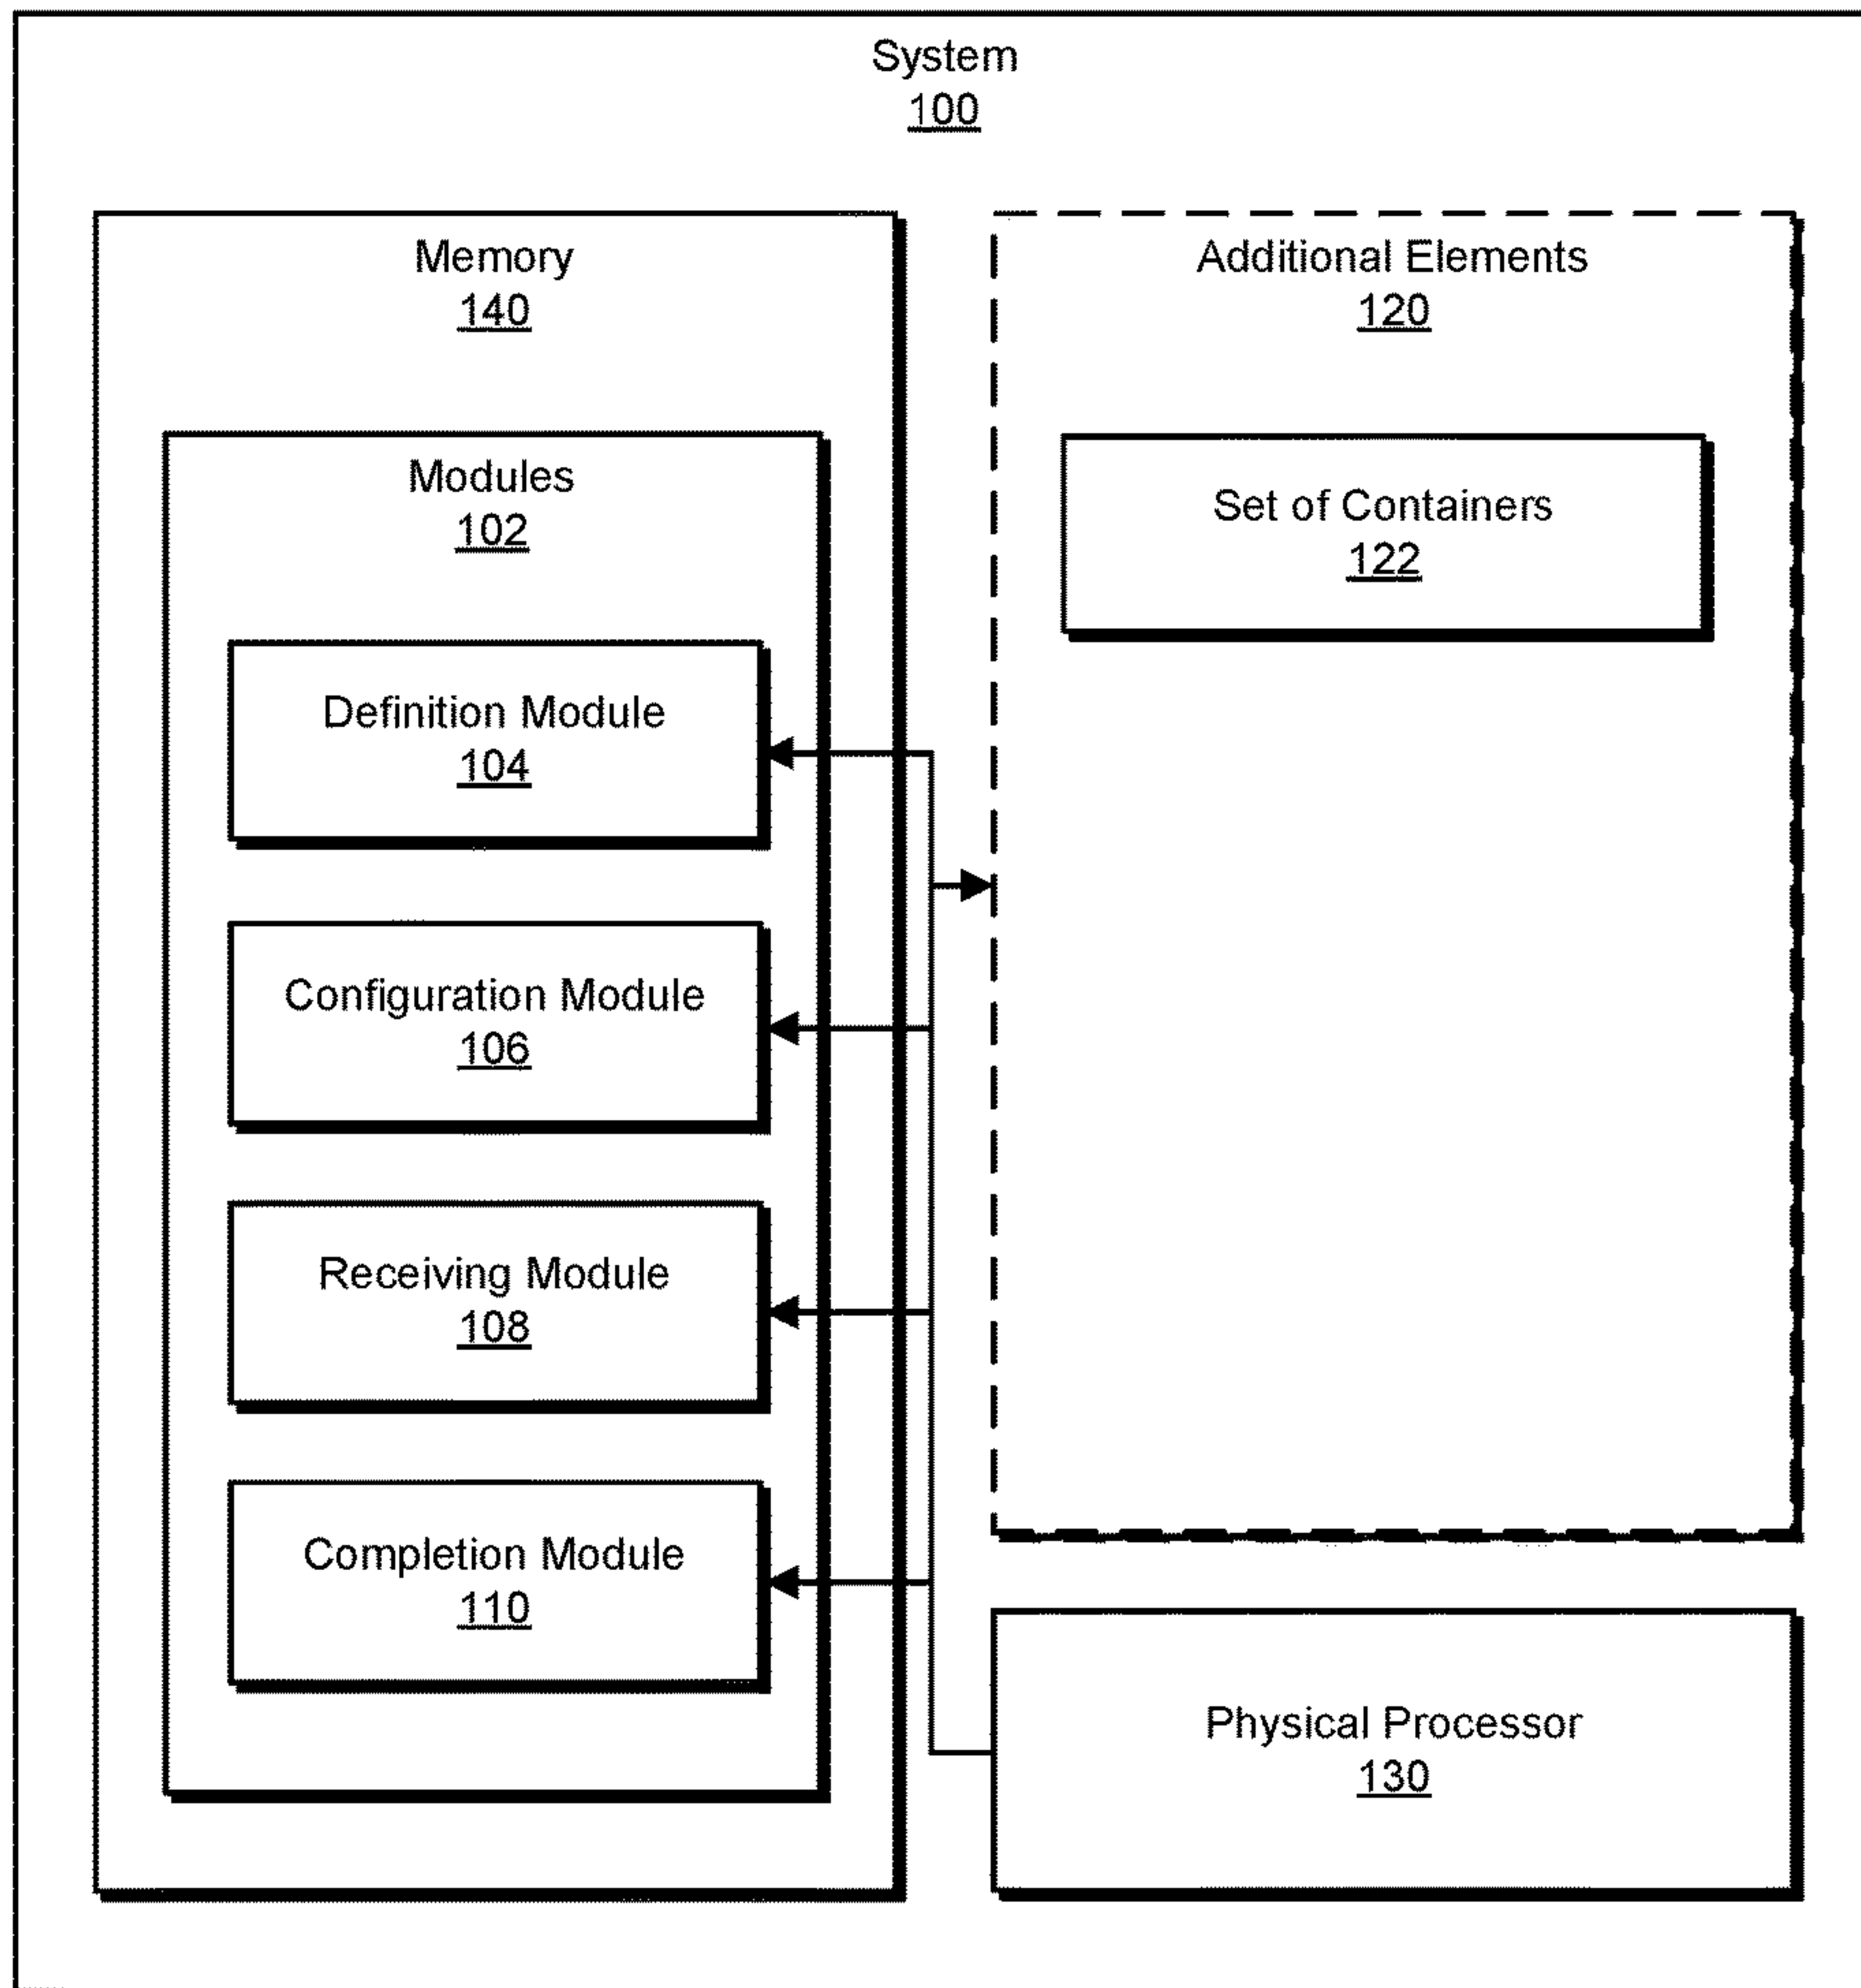 System
100
Memory
140
Modules
102
Definition Module
104
Configuration Module
106
Receiving Module
108
Completion Module
110
Additional Elements
120
Set of Containers
122
Physical Processor
130